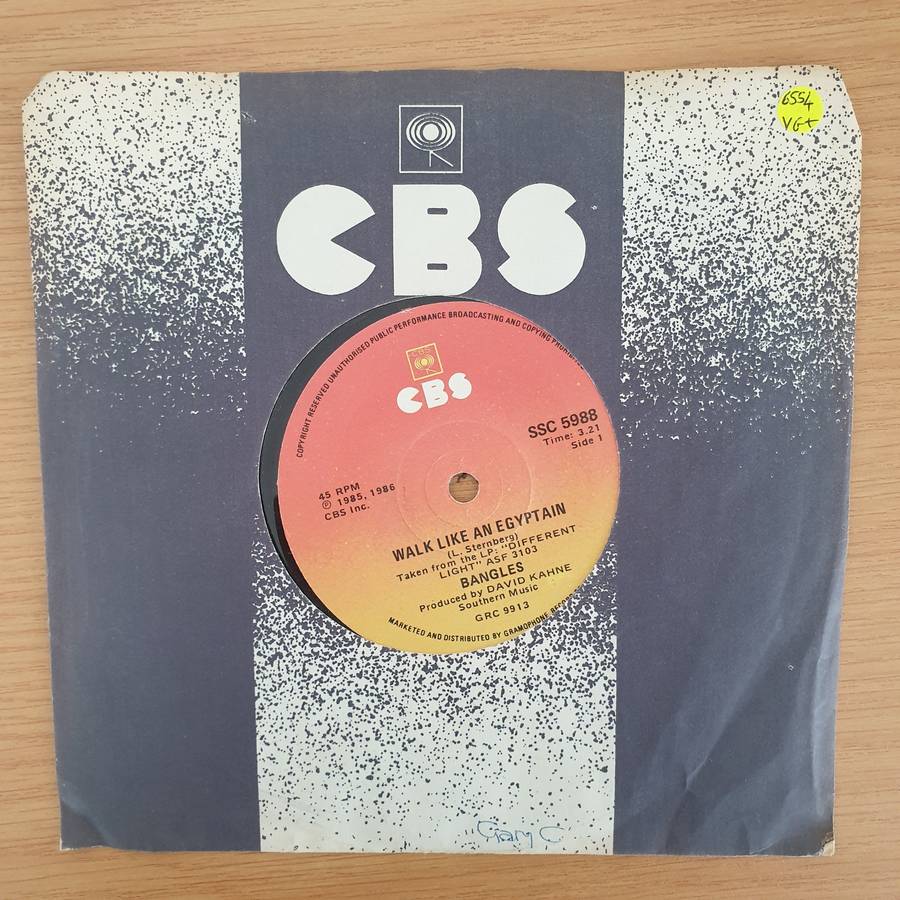 6554
VG+
CBS
COPYRIGHT RESERVED UNAUTHORISED PUBLIC PERFORMANCE BROADCASTING AND COPYING PROHIBITED
CBS
CBS
SSC 5988
Time: 3.21
Side 1
45 RPM
℗ 1985, 1986
CBS Inc.
WALK LIKE AN EGYPTAIN
(L. Sternberg)
Taken from the LP: "DIFFERENT
LIGHT" ASF 3103
BANGLES
Produced by DAVID KAHNE
Southern Music
GRC 9913
MARKETED AND DISTRIBUTED BY GRAMOPHONE
Gary C